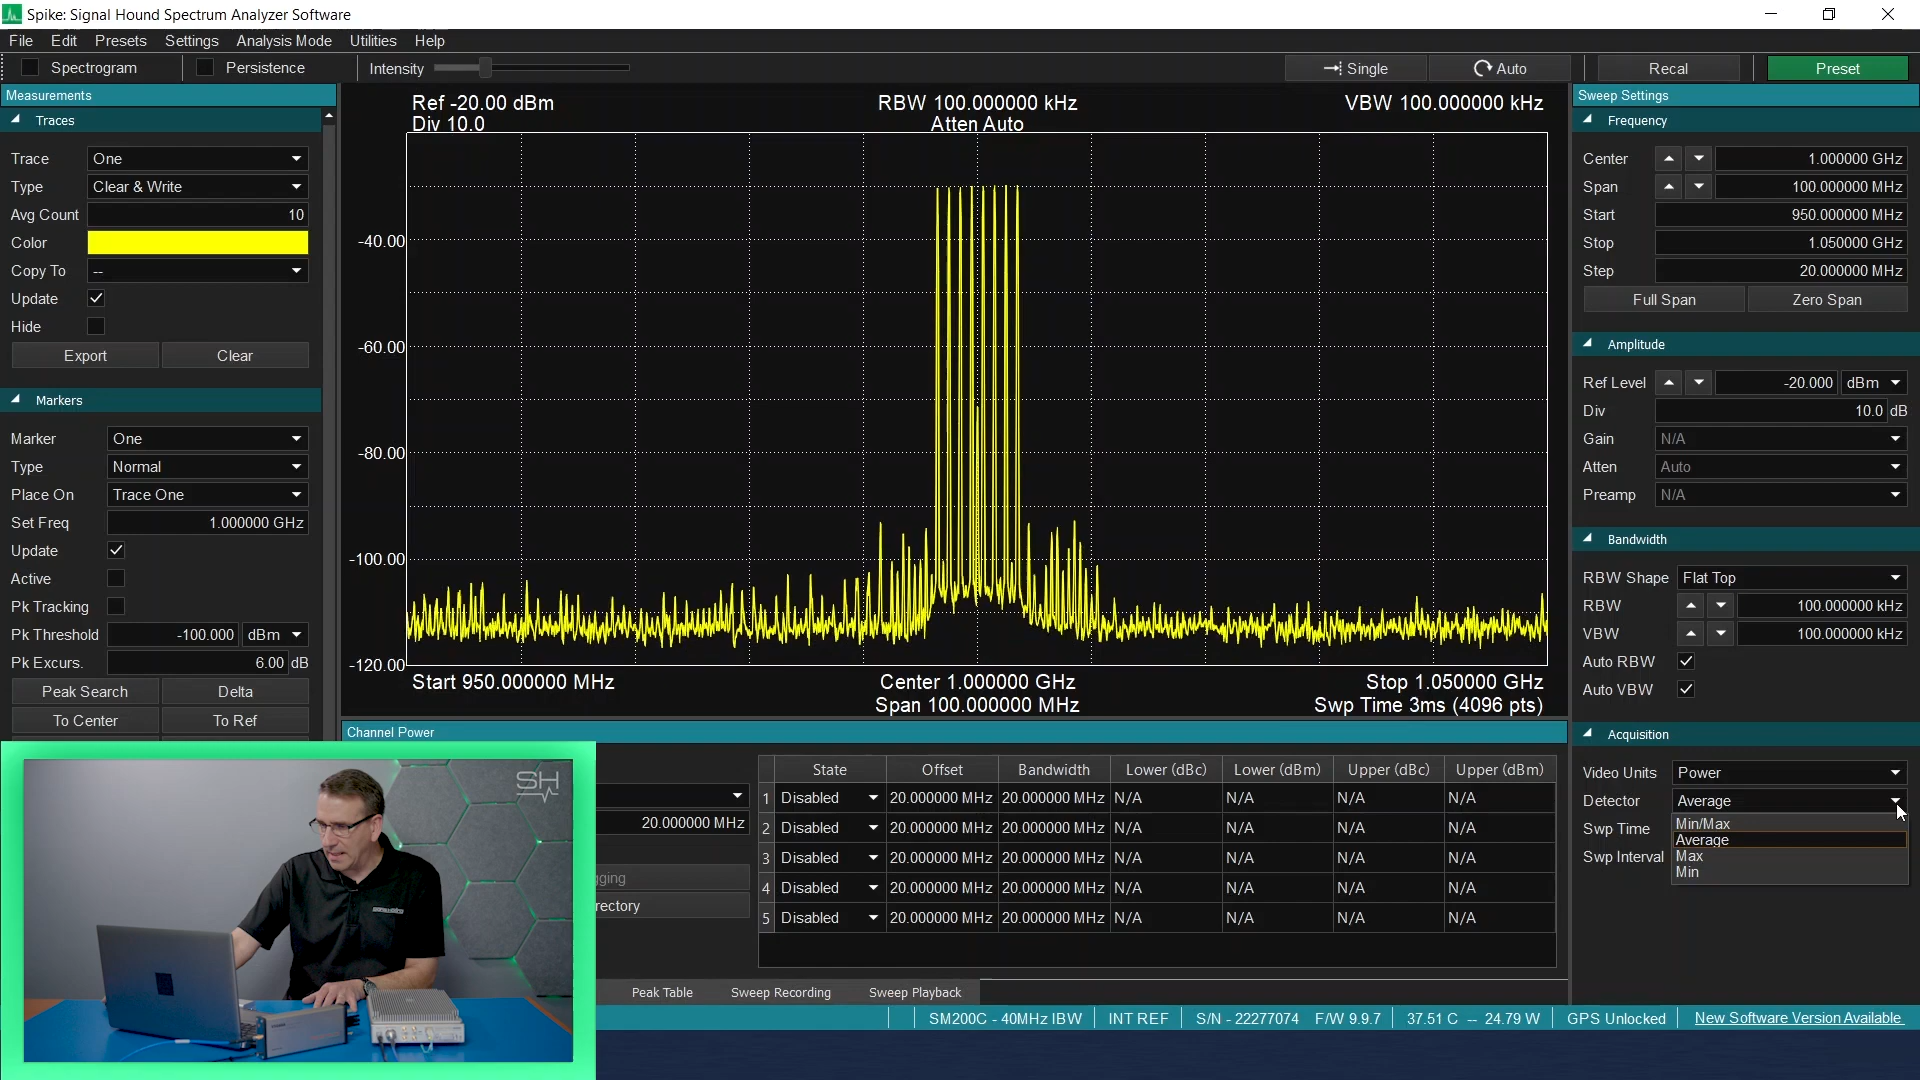 Spike: Signal Hound Spectrum Analyzer Software
File Edit Presets Settings Analysis Mode Utilities Help
Spectrogram Persistence Intensity Single Auto Recal Preset
Measurements
Traces
Trace One
Type Clear & Write
Avg Count 10
Color
Copy To --
Update
Hide
Export Clear
Markers
Marker One
Type Normal
Place On Trace One
Set Freq 1.000000 GHz
Update
Active
Pk Tracking
Pk Threshold -100.000 dBm
Pk Excurs. 6.00 dB
Peak Search Delta
To Center To Ref
Ref -20.00 dBm RBW 100.000000 kHz VBW 100.000000 kHz
Div 10.0 Atten Auto
-40.00
-60.00
-80.00
-100.00
-120.00
Start 950.000000 MHz Center 1.000000 GHz Stop 1.050000 GHz
Span 100.000000 MHz Swp Time 3ms (4096 pts)
Channel Power
20.000000 MHz
gging
rectory
State Offset Bandwidth Lower (dBc) Lower (dBm) Upper (dBc) Upper (dBm)
1 Disabled 20.000000 MHz 20.000000 MHz N/A N/A N/A N/A
2 Disabled 20.000000 MHz 20.000000 MHz N/A N/A N/A N/A
3 Disabled 20.000000 MHz 20.000000 MHz N/A N/A N/A N/A
4 Disabled 20.000000 MHz 20.000000 MHz N/A N/A N/A N/A
5 Disabled 20.000000 MHz 20.000000 MHz N/A N/A N/A N/A
Peak Table Sweep Recording Sweep Playback
Sweep Settings
Frequency
Center 1.000000 GHz
Span 100.000000 MHz
Start 950.000000 MHz
Stop 1.050000 GHz
Step 20.000000 MHz
Full Span Zero Span
Amplitude
Ref Level -20.000 dBm
Div 10.0 dB
Gain N/A
Atten Auto
Preamp N/A
Bandwidth
RBW Shape Flat Top
RBW 100.000000 kHz
VBW 100.000000 kHz
Auto RBW
Auto VBW
Acquisition
Video Units Power
Detector Average
Swp Time
Swp Interval
Min/Max
Average
Max
Min
SH
SM200C - 40MHz IBW INT REF S/N - 22277074 F/W 9.9.7 37.51 C -- 24.79 W GPS Unlocked New Software Version Available